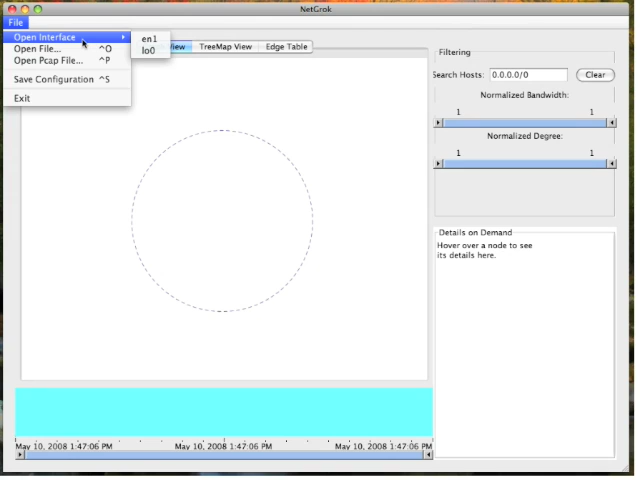 NetGrok
File
Open Interface
Open File... ^O
Open Pcap File... ^P
Save Configuration ^S
Exit
en1
lo0
View
TreeMap View
Edge Table
Filtering
Search Hosts: 0.0.0.0/0
Clear
Normalized Bandwidth:
1 1
Normalized Degree:
1 1
Details on Demand
Hover over a node to see
its details here.
May 10, 2008 1:47:06 PM May 10, 2008 1:47:06 PM May 10, 2008 1:47:06 PM